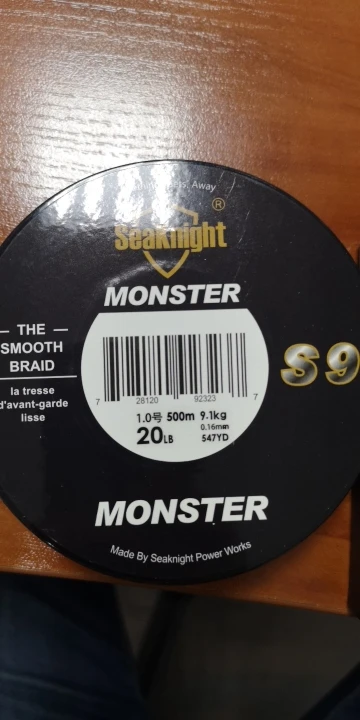 Away
SeaKnight ®
MONSTER
THE
SMOOTH
BRAID
la tresse
d'avant-garde
lisse
S9
7 28120 92323 7
1.0号 500m 9.1kg
0.16mm
20LB 547YD
MONSTER
Made By Seaknight Power Works